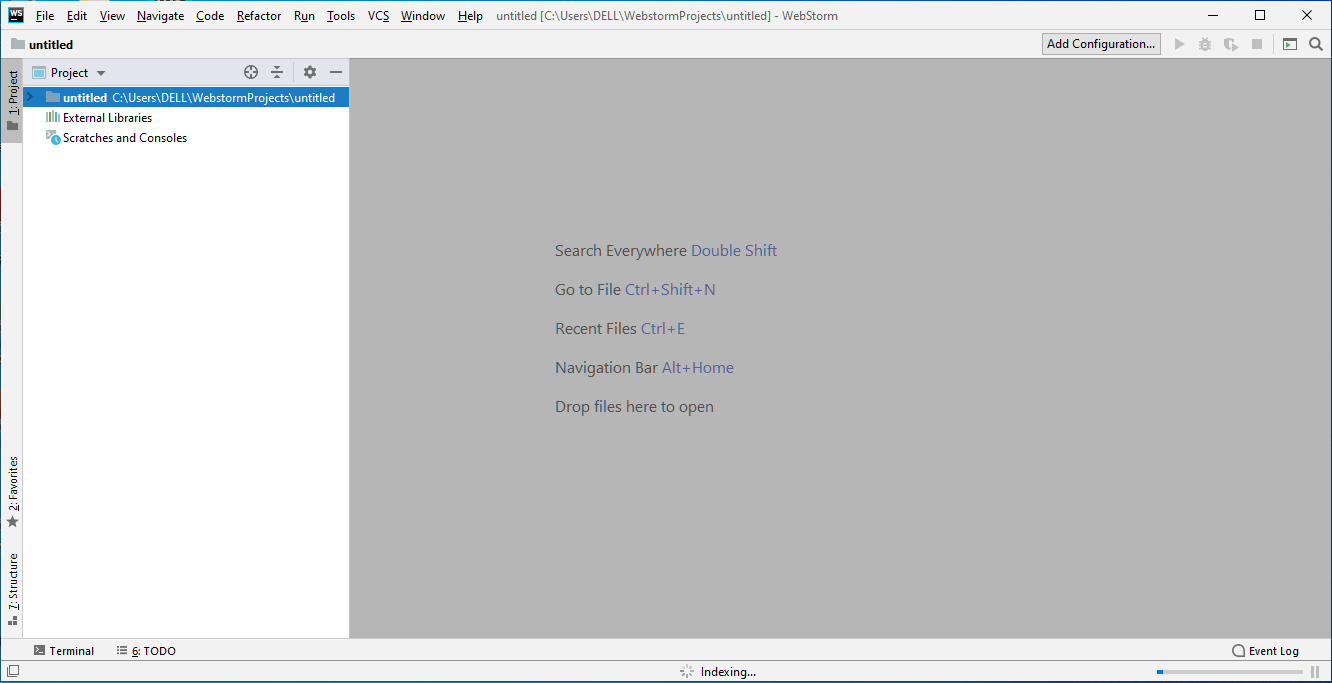 WS File Edit View Navigate Code Refactor Run Tools VCS Window Help untitled [C:\Users\DELL\WebstormProjects\untitled] - WebStorm
untitled Add Configuration...
1: Project
Project
untitled C:\Users\DELL\WebstormProjects\untitled
External Libraries
Scratches and Consoles
Search Everywhere Double Shift
Go to File Ctrl+Shift+N
Recent Files Ctrl+E
Navigation Bar Alt+Home
Drop files here to open
2: Favorites
7: Structure
Terminal 6: TODO Event Log
Indexing...